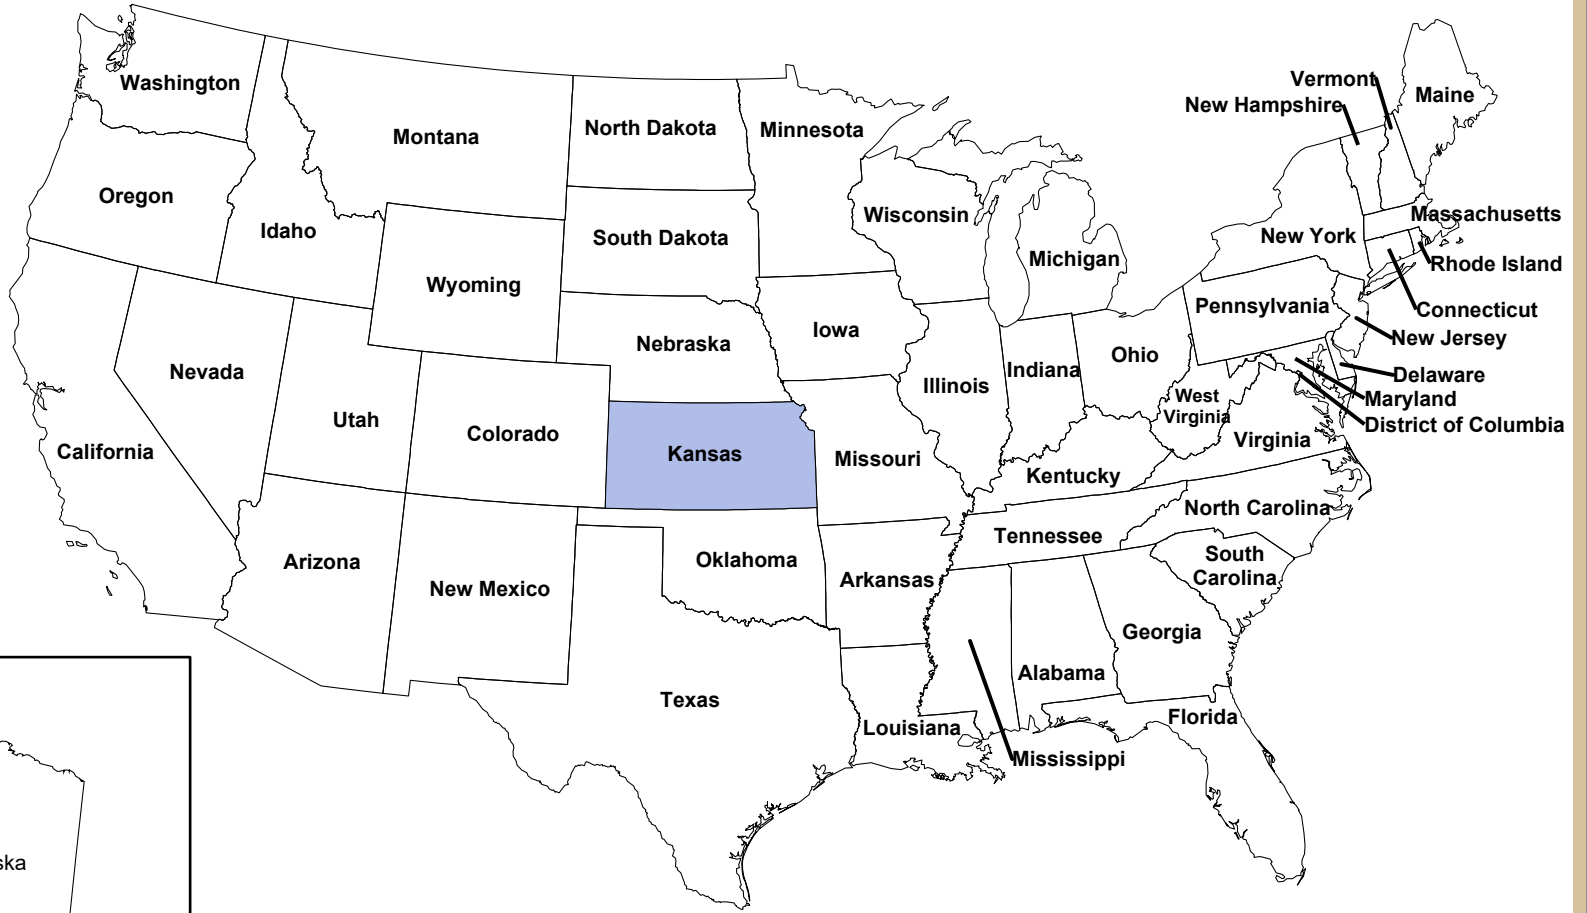 Washington
Montana
North Dakota
Minnesota
Vermont
New Hampshire
Maine
Oregon
Idaho
Wyoming
South Dakota
Wisconsin
Michigan
New York
Massachusetts
Rhode Island
Connecticut
Pennsylvania
New Jersey
Delaware
Maryland
District of Columbia
Nevada
Utah
Colorado
Nebraska
Iowa
Illinois
Indiana
Ohio
West
Virginia
Virginia
California
Kansas
Missouri
Kentucky
North Carolina
Tennessee
South
Carolina
Arizona
New Mexico
Oklahoma
Arkansas
Georgia
Alabama
Texas
Louisiana
Mississippi
Florida
ska